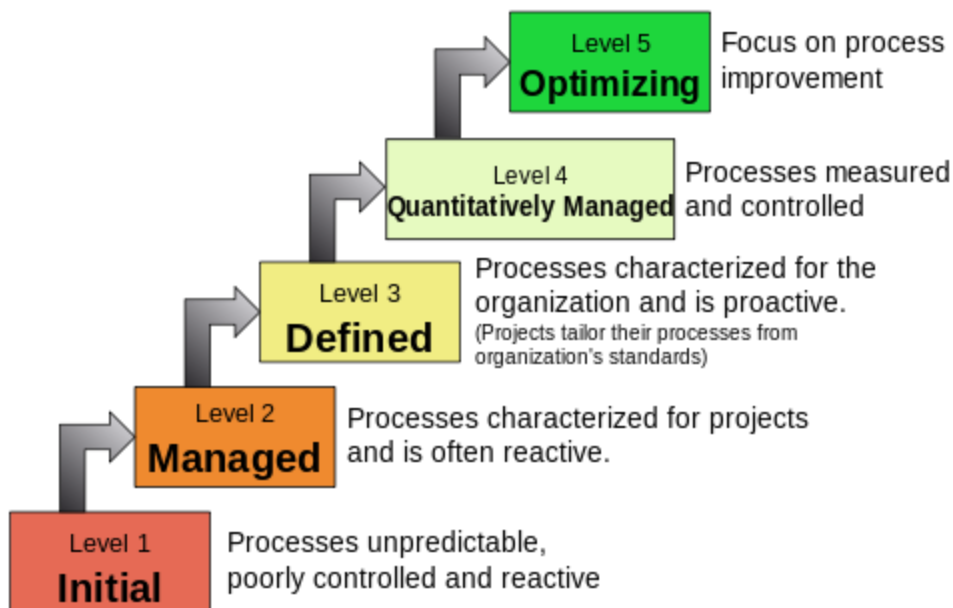 Level 5
Optimizing
Focus on process
improvement
Level 4
Quantitatively Managed
Processes measured
and controlled
Level 3
Defined
Processes characterized for the
organization and is proactive.
(Projects tailor their processes from
organization's standards)
Level 2
Managed
Processes characterized for projects
and is often reactive.
Level 1
Initial
Processes unpredictable,
poorly controlled and reactive